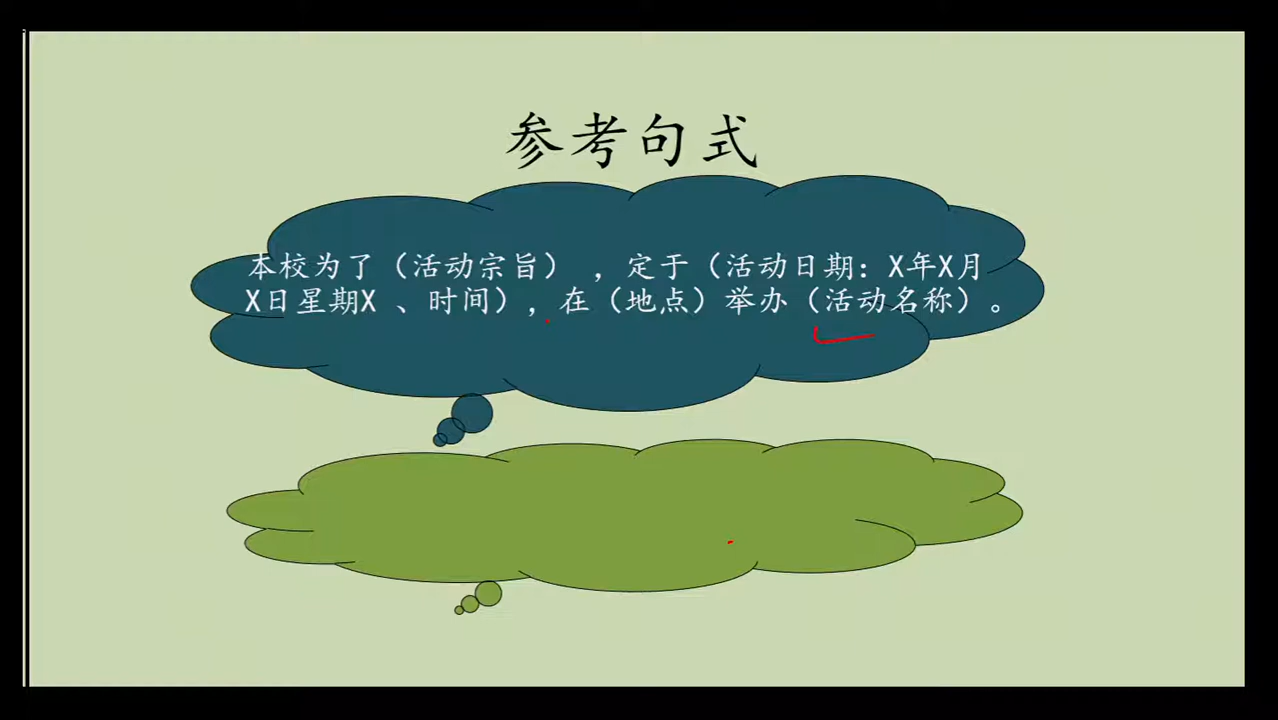 参考句式
本校为了（活动宗旨），定于（活动日期：X年X月
X日星期X 、时间），在（地点）举办（活动名称）。